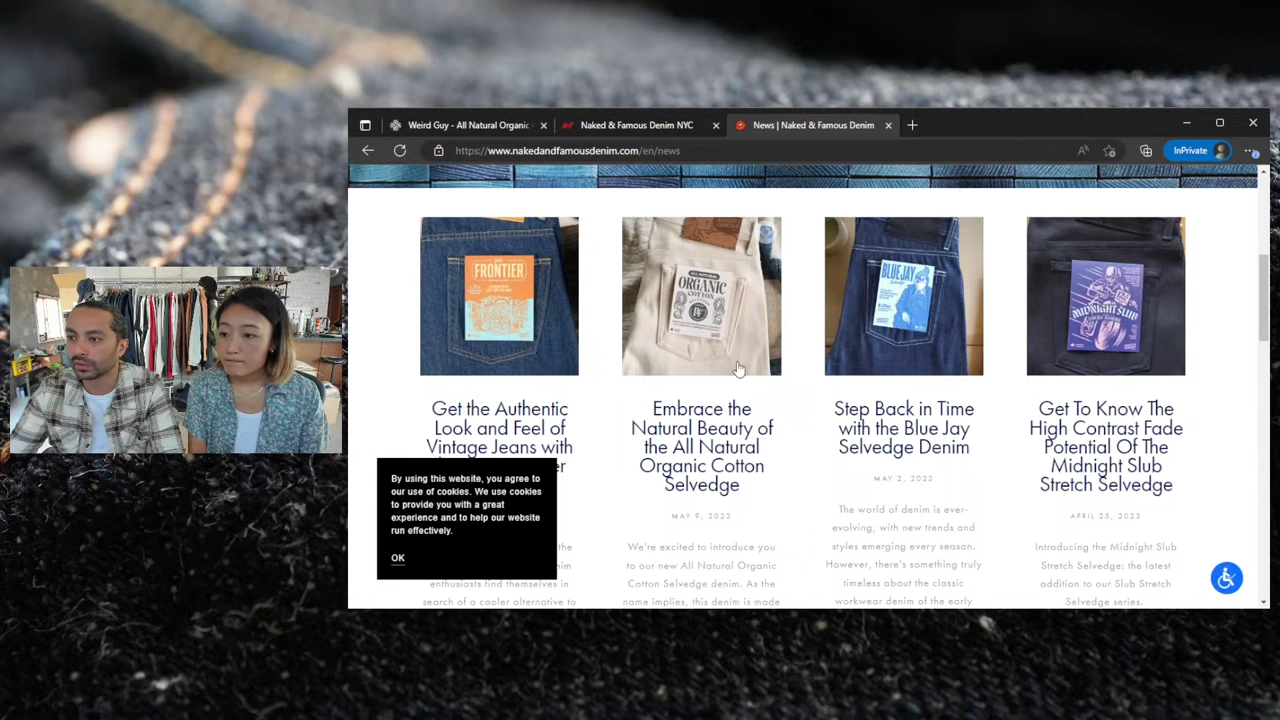 Weird Guy - All Natural Organic
Naked & Famous Denim NYC
News | Naked & Famous Denim
https://www.nakedandfamousdenim.com/en/news
InPrivate
FRONTIER
ALL NATURAL
ORGANIC
COTTON
BLUE JAY
MIDNIGHT SLUB
Get the Authentic
Look and Feel of
Vintage Jeans with
er
Embrace the
Natural Beauty of
the All Natural
Organic Cotton
Selvedge
MAY 9, 2023
We're excited to introduce you
to our new All Natural Organic
Cotton Selvedge denim. As the
name implies, this denim is made
Step Back in Time
with the Blue Jay
Selvedge Denim
MAY 2, 2023
The world of denim is ever-
evolving, with new trends and
styles emerging every season.
However, there's something truly
timeless about the classic
workwear denim of the early
Get To Know The
High Contrast Fade
Potential Of The
Midnight Slub
Stretch Selvedge
APRIL 25, 2023
Introducing the Midnight Slub
Stretch Selvedge: the latest
addition to our Slub Stretch
Selvedge series.
By using this website, you agree to
our use of cookies. We use cookies
to provide you with a great
experience and to help our website
run effectively.
OK
the
im
enthusiasts find themselves in
search of a cooler alternative to